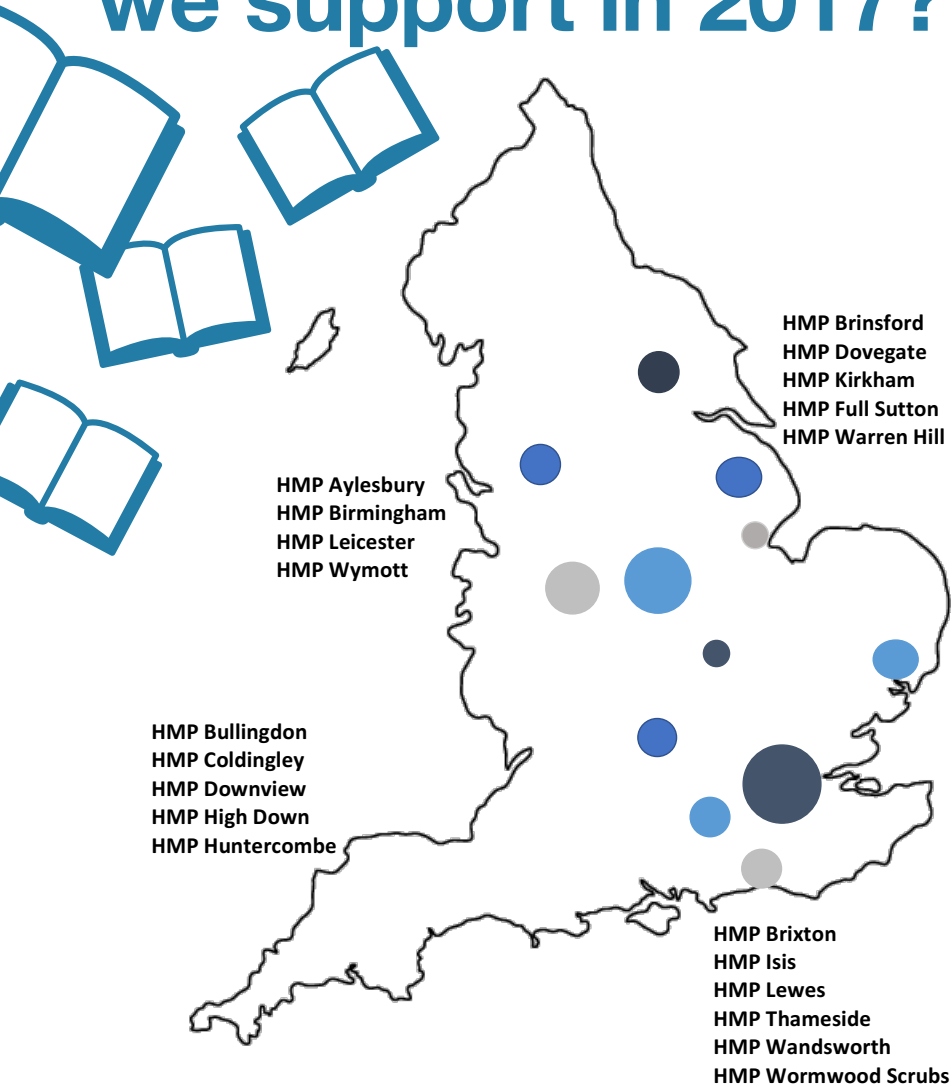 we support in 2017?
HMP Brinsford
HMP Dovegate
HMP Kirkham
HMP Full Sutton
HMP Warren Hill
HMP Aylesbury
HMP Birmingham
HMP Leicester
HMP Wymott
HMP Bullingdon
HMP Coldingley
HMP Downview
HMP High Down
HMP Huntercombe
HMP Brixton
HMP Isis
HMP Lewes
HMP Thameside
HMP Wandsworth
HMP Wormwood Scrubs